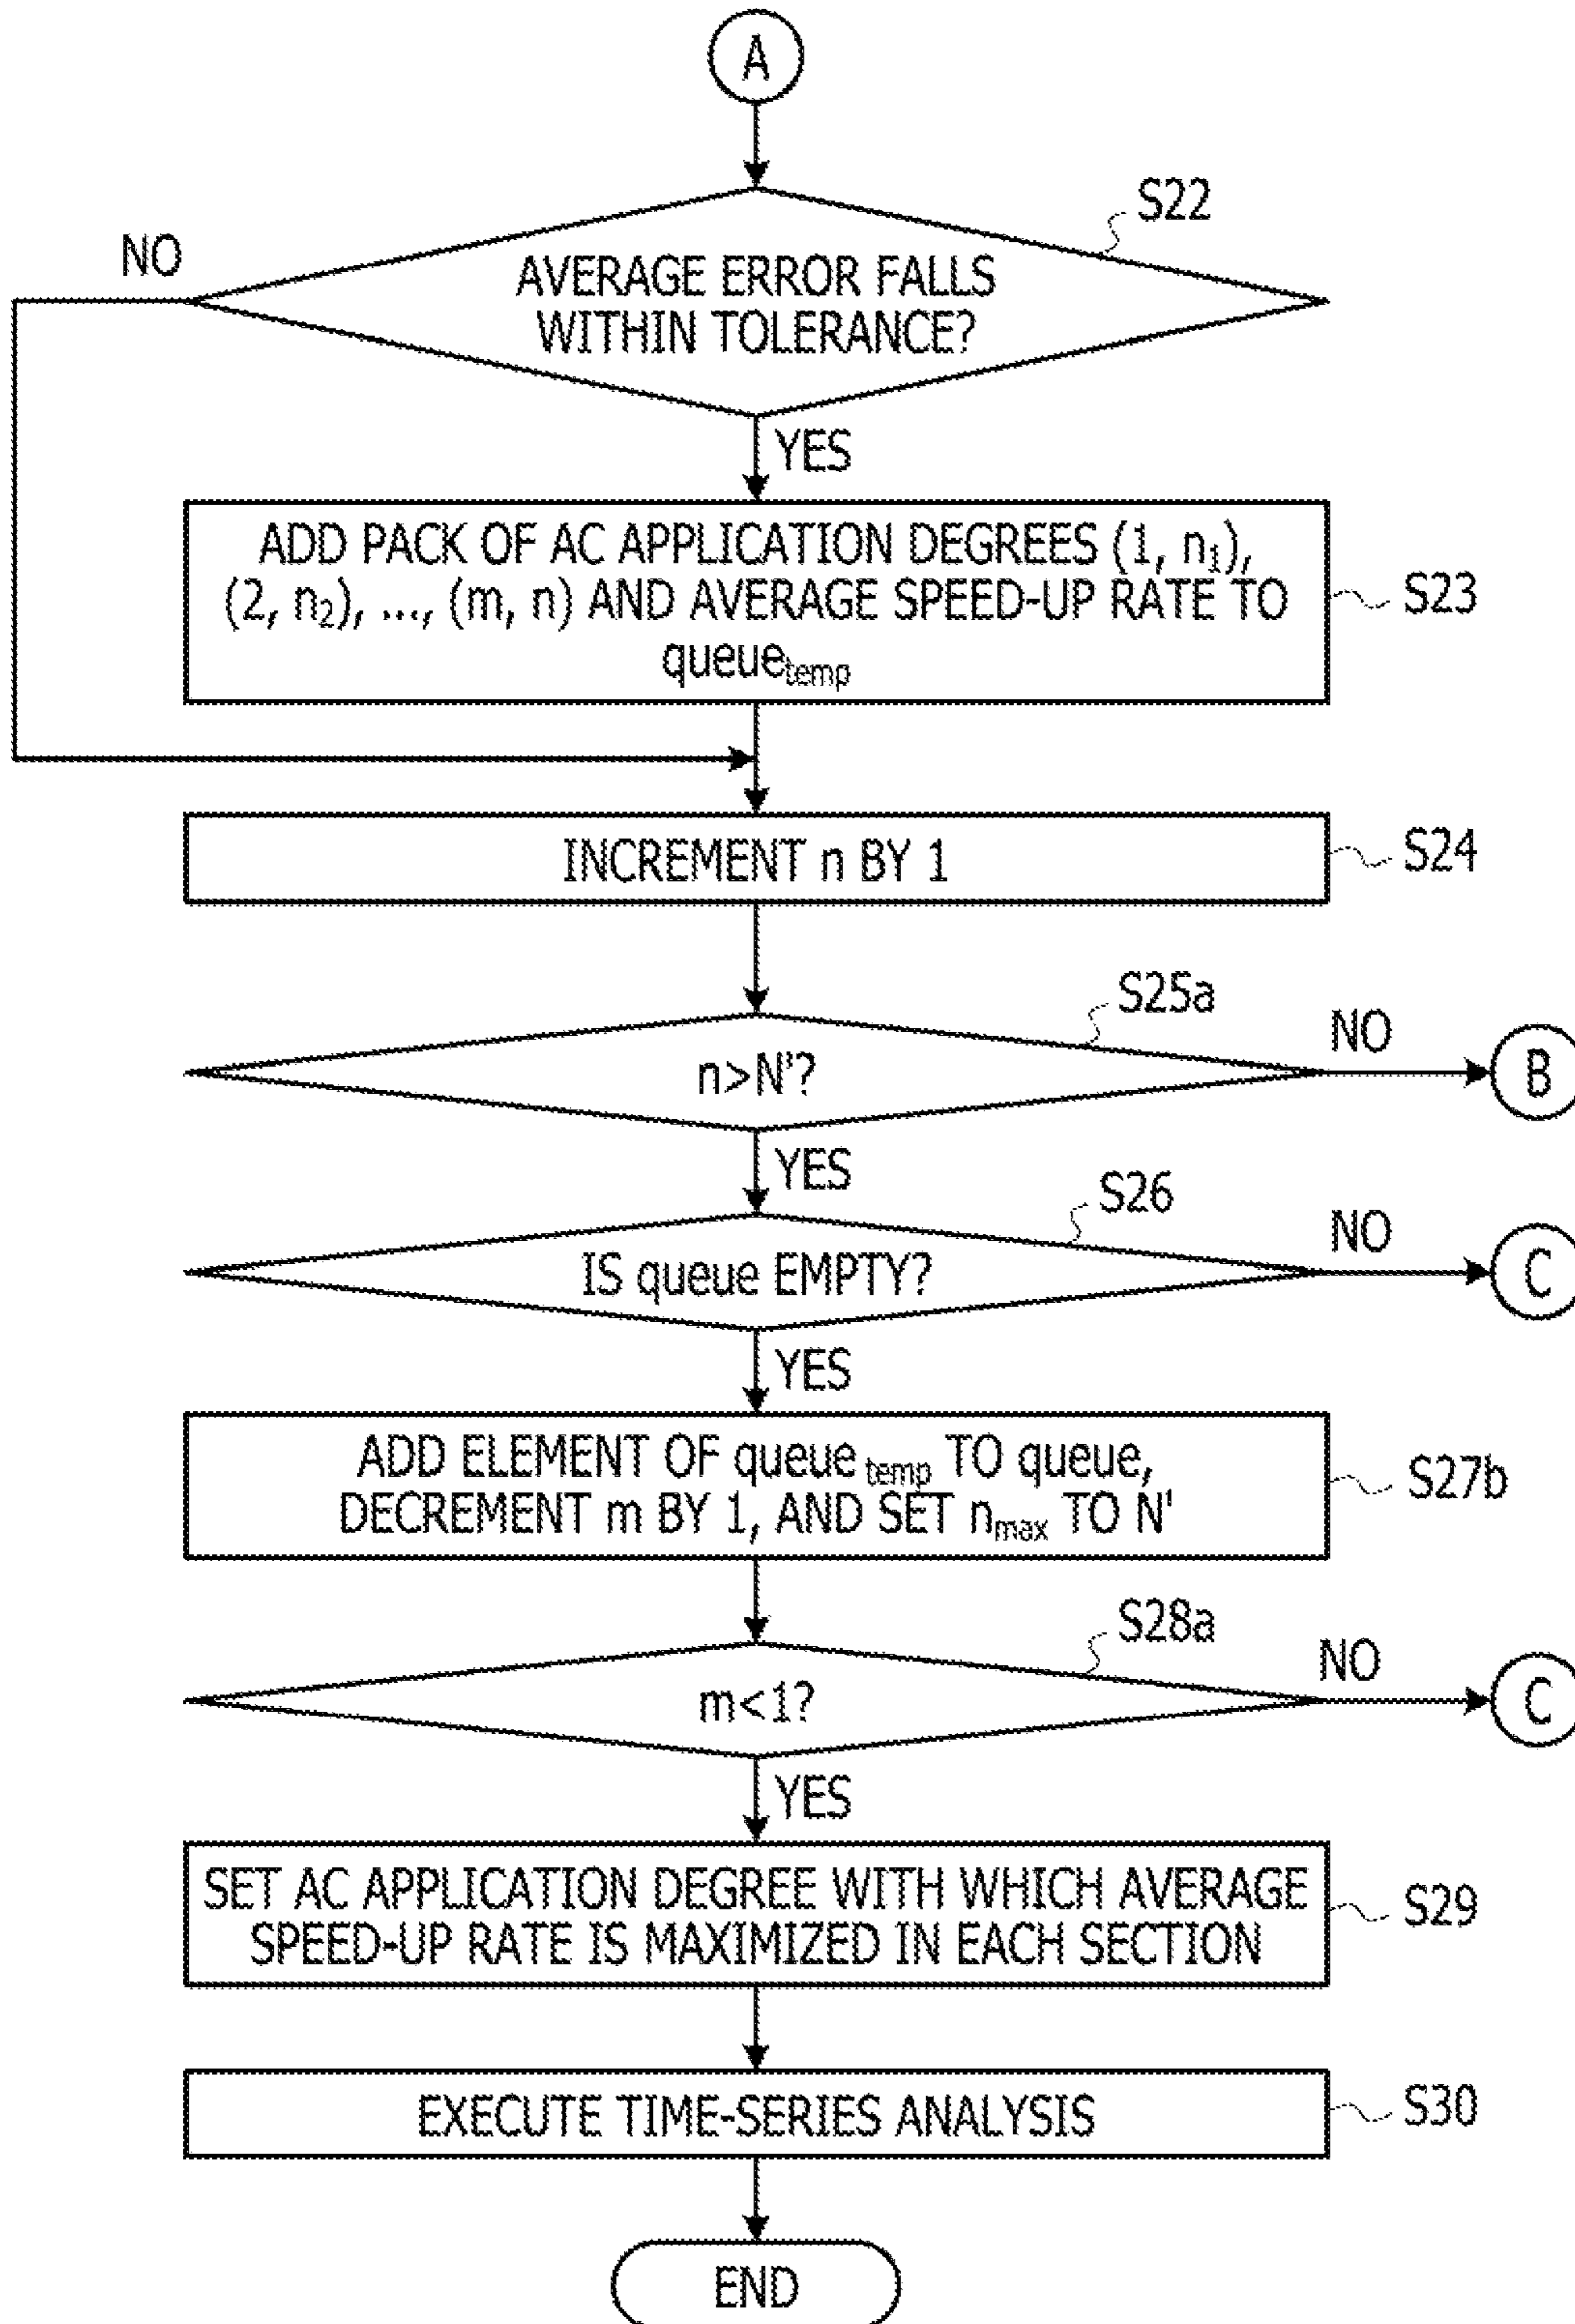 A
S22
NO
AVERAGE ERROR FALLS
WITHIN TOLERANCE?
YES
ADD PACK OF AC APPLICATION DEGREES (1, n₁),
(2, n₂), ..., (m, n) AND AVERAGE SPEED-UP RATE TO
queue_temp
S23
INCREMENT n BY 1
S24
S25a
n>N'?
NO
B
YES
S26
IS queue EMPTY?
NO
C
YES
ADD ELEMENT OF queue_temp TO queue,
DECREMENT m BY 1, AND SET n_max TO N'
S27b
S28a
m<1?
NO
C
YES
SET AC APPLICATION DEGREE WITH WHICH AVERAGE
SPEED-UP RATE IS MAXIMIZED IN EACH SECTION
S29
EXECUTE TIME-SERIES ANALYSIS
S30
END